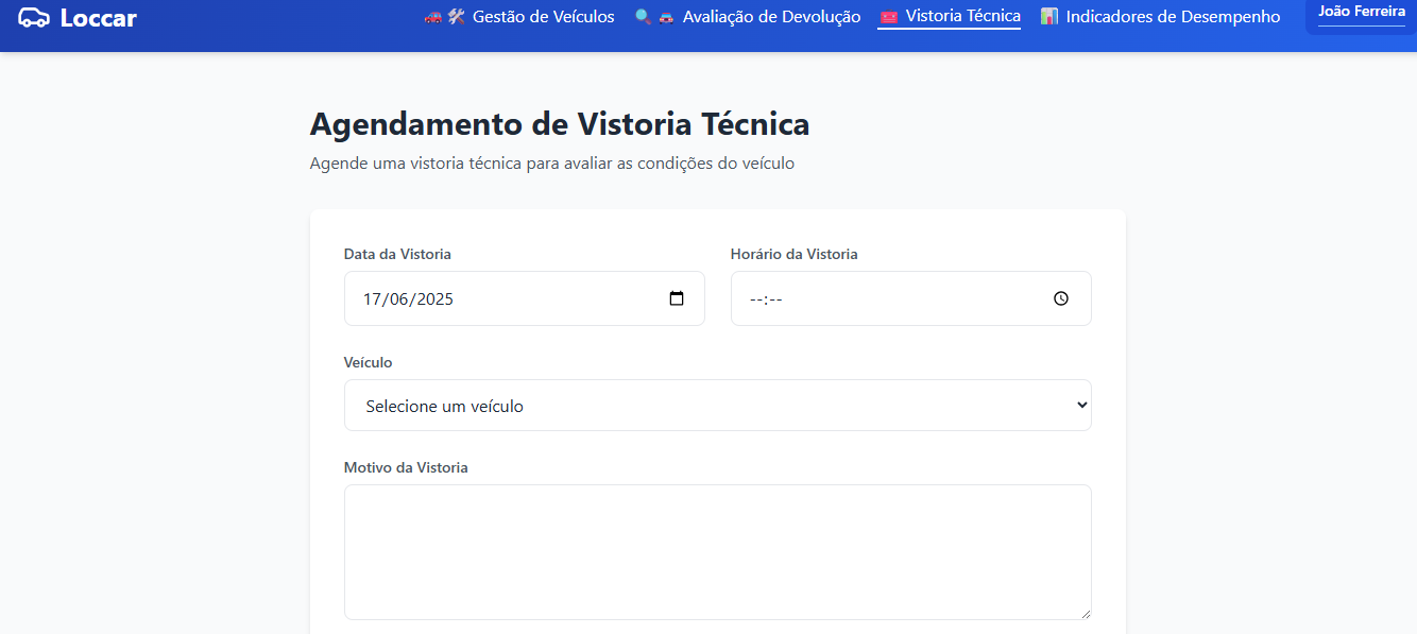 Loccar
Gestão de Veículos
Avaliação de Devolução
Vistoria Técnica
Indicadores de Desempenho
João Ferreira
Agendamento de Vistoria Técnica
Agende uma vistoria técnica para avaliar as condições do veículo
Data da Vistoria
Horário da Vistoria
17/06/2025
--:--
Veículo
Selecione um veículo
Motivo da Vistoria